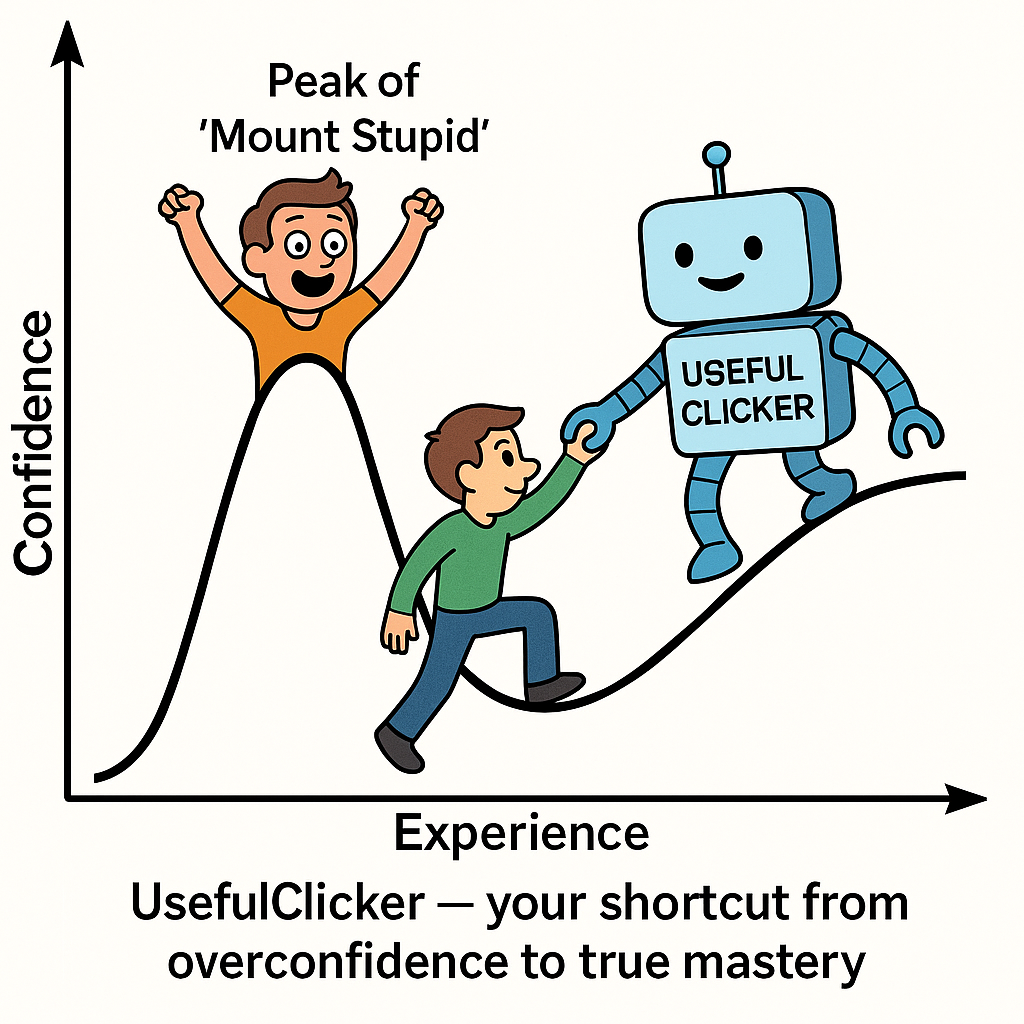 Peak of
'Mount Stupid'
Confidence
USEFUL
CLICKER
Experience
UsefulClicker — your shortcut from
overconfidence to true mastery